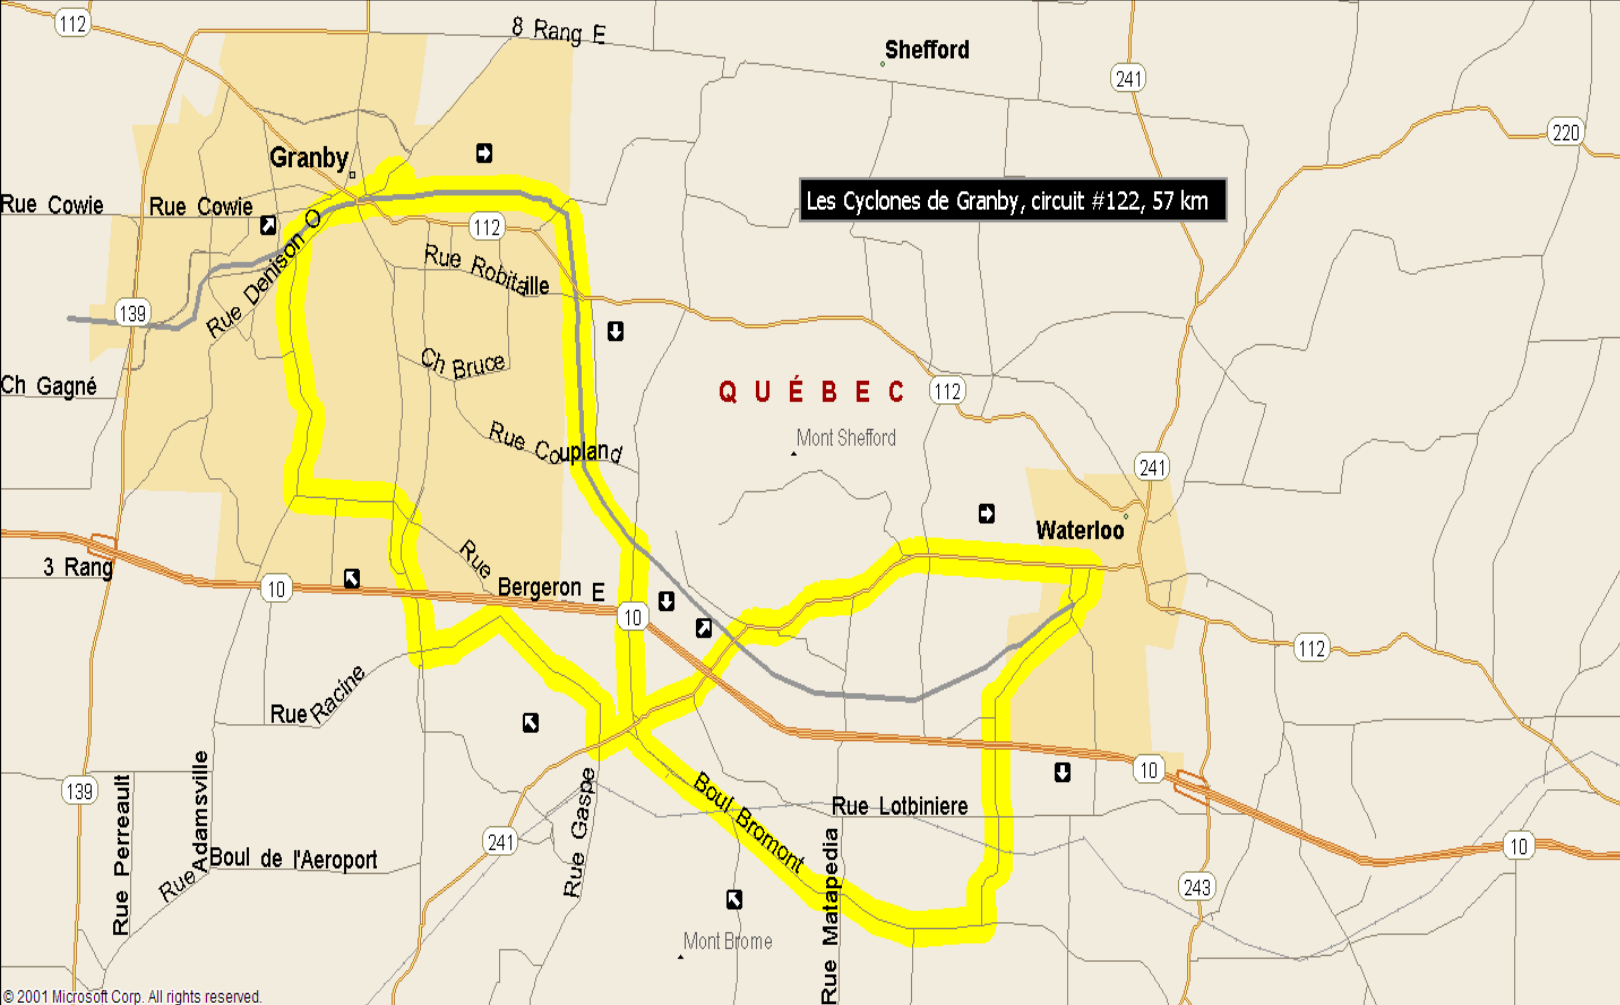 112
8 Rang E
Shefford
241
220
Granby
Rue Cowie
Rue Cowie
Les Cyclones de Granby, circuit #122, 57 km
112
Rue Denison O
Rue Robitaille
139
Ch Bruce
Ch Gagné
QUÉBEC
112
Mont Shefford
Rue Coupland
241
Waterloo
3 Rang
Rue Bergeron E
10
10
112
Rue Racine
10
139
Rue Perreault
Rue Adamsville
Boul Bromont
Rue Lotbiniere
Rue Gaspe
241
Boul de l'Aeroport
Rue Matapedia
10
243
Mont Brome
© 2001 Microsoft Corp. All rights reserved.